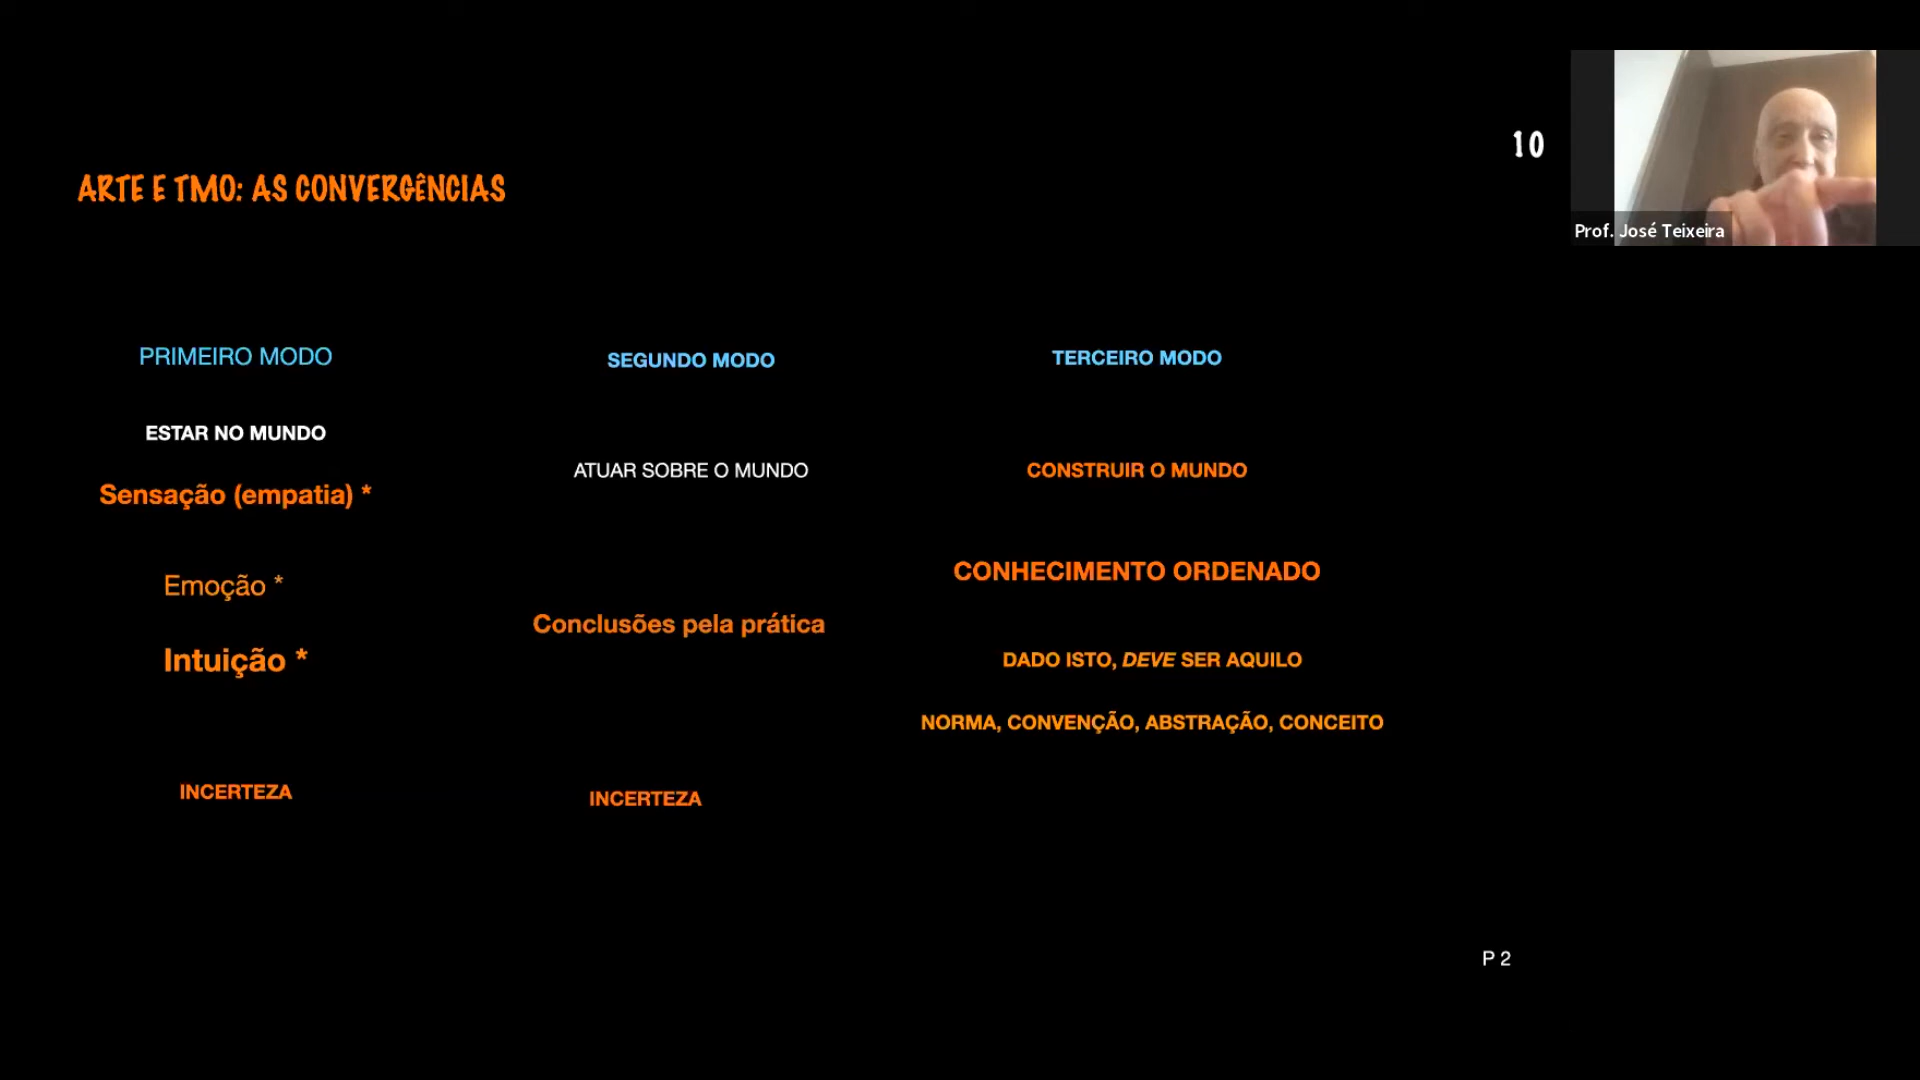 10
Prof. José Teixeira
ARTE E TMO: AS CONVERGÊNCIAS
PRIMEIRO MODO
ESTAR NO MUNDO
Sensação (empatia) *
Emoção *
Intuição *
INCERTEZA
SEGUNDO MODO
ATUAR SOBRE O MUNDO
Conclusões pela prática
INCERTEZA
TERCEIRO MODO
CONSTRUIR O MUNDO
CONHECIMENTO ORDENADO
DADO ISTO, DEVE SER AQUILO
NORMA, CONVENÇÃO, ABSTRAÇÃO, CONCEITO
P 2